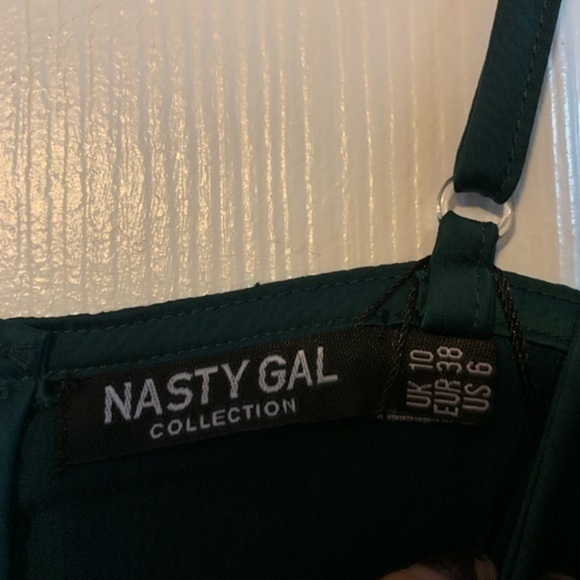 NASTY GAL
COLLECTION
UK 10
EUR 38
US 6